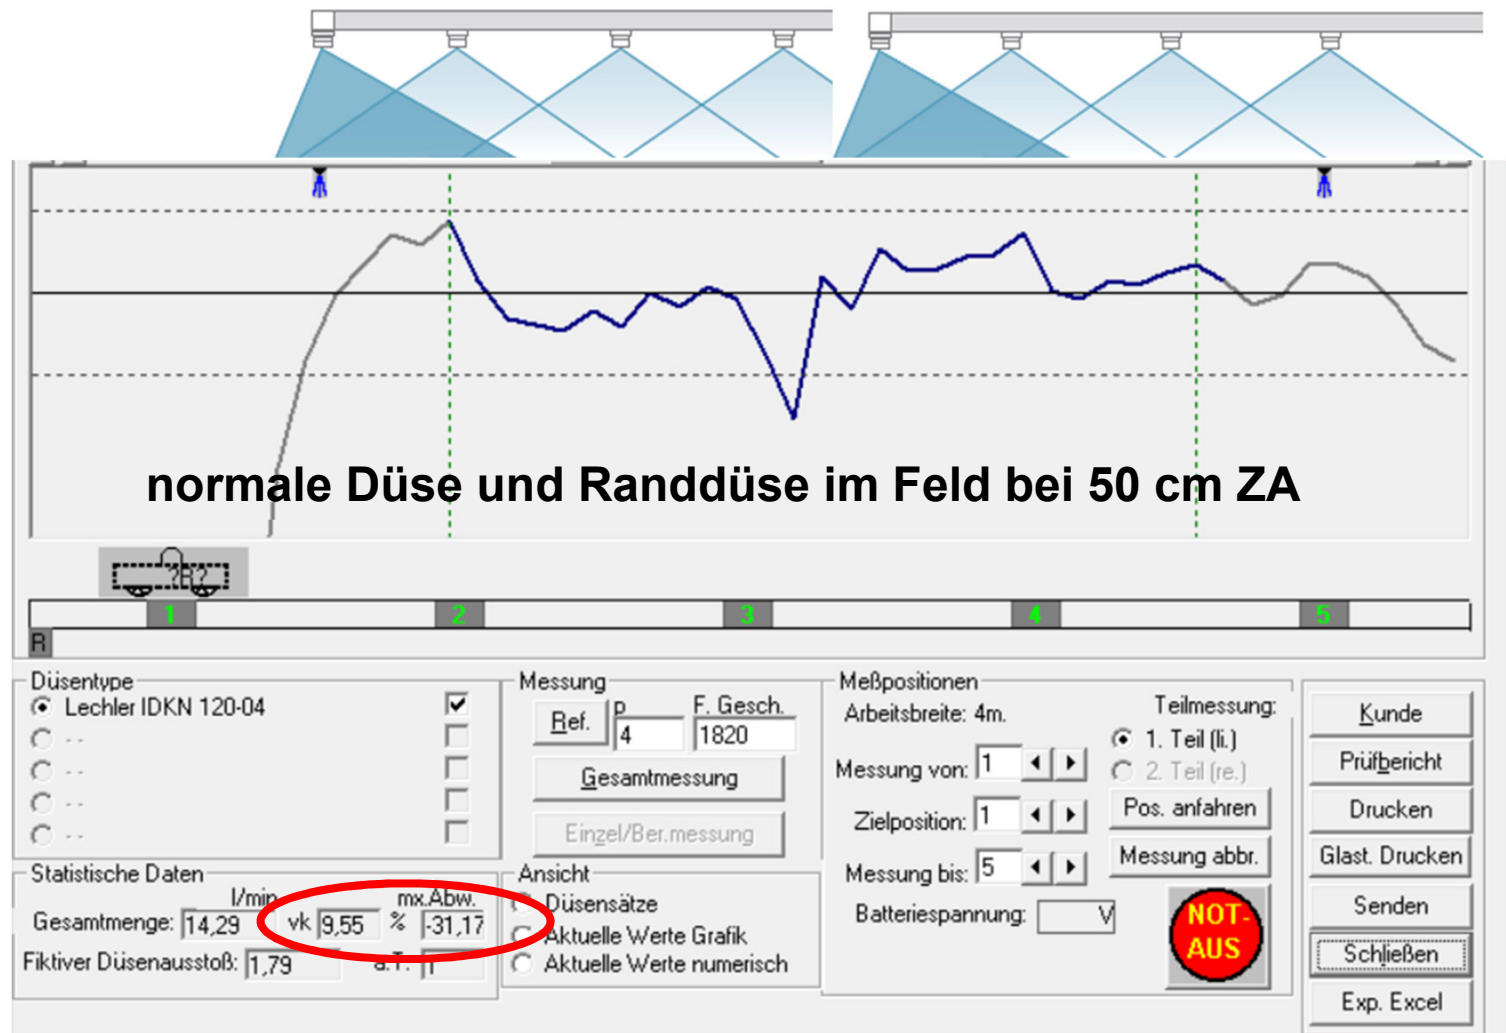 normale Düse und Randdüse im Feld bei 50 cm ZA
?R?
1 2 3 4 5
R
Düsentype
Lechler IDKN 120-04
- -
- -
- -
- -
Messung
Ref.
p
4
F. Gesch.
1820
Gesamtmessung
Einzel/Ber.messung
Meßpositionen
Arbeitsbreite: 4m.
Teilmessung:
1. Teil (li.)
2. Teil (re.)
Messung von: 1
Zielposition: 1
Pos. anfahren
Messung bis: 5
Messung abbr.
Batteriespannung: V
NOT-
AUS
Kunde
Prüfbericht
Drucken
Glast. Drucken
Senden
Schließen
Exp. Excel
Statistische Daten
l/min mx.Abw.
Gesamtmenge: 14,29 vk 9,55 % -31,17
Fiktiver Düsenausstoß: 1,79 a.T.
Ansicht
Düsensätze
Aktuelle Werte Grafik
Aktuelle Werte numerisch